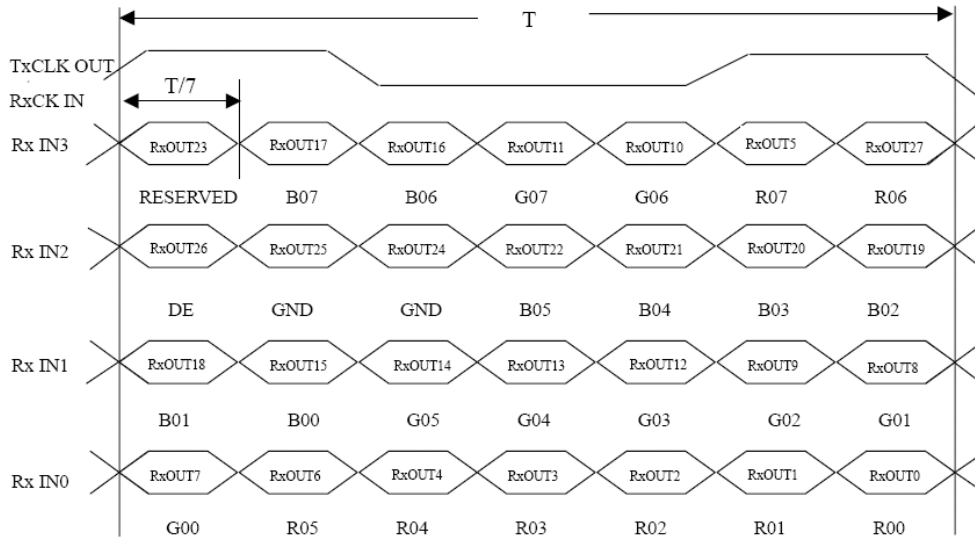 T
TxCLK OUT
T/7
RxCK IN
Rx IN3 RxOUT23 RxOUT17 RxOUT16 RxOUT11 RxOUT10 RxOUT5 RxOUT27
RESERVED B07 B06 G07 G06 R07 R06
Rx IN2 RxOUT26 RxOUT25 RxOUT24 RxOUT22 RxOUT21 RxOUT20 RxOUT19
DE GND GND B05 B04 B03 B02
Rx IN1 RxOUT18 RxOUT15 RxOUT14 RxOUT13 RxOUT12 RxOUT9 RxOUT8
B01 B00 G05 G04 G03 G02 G01
Rx IN0 RxOUT7 RxOUT6 RxOUT4 RxOUT3 RxOUT2 RxOUT1 RxOUT0
G00 R05 R04 R03 R02 R01 R00